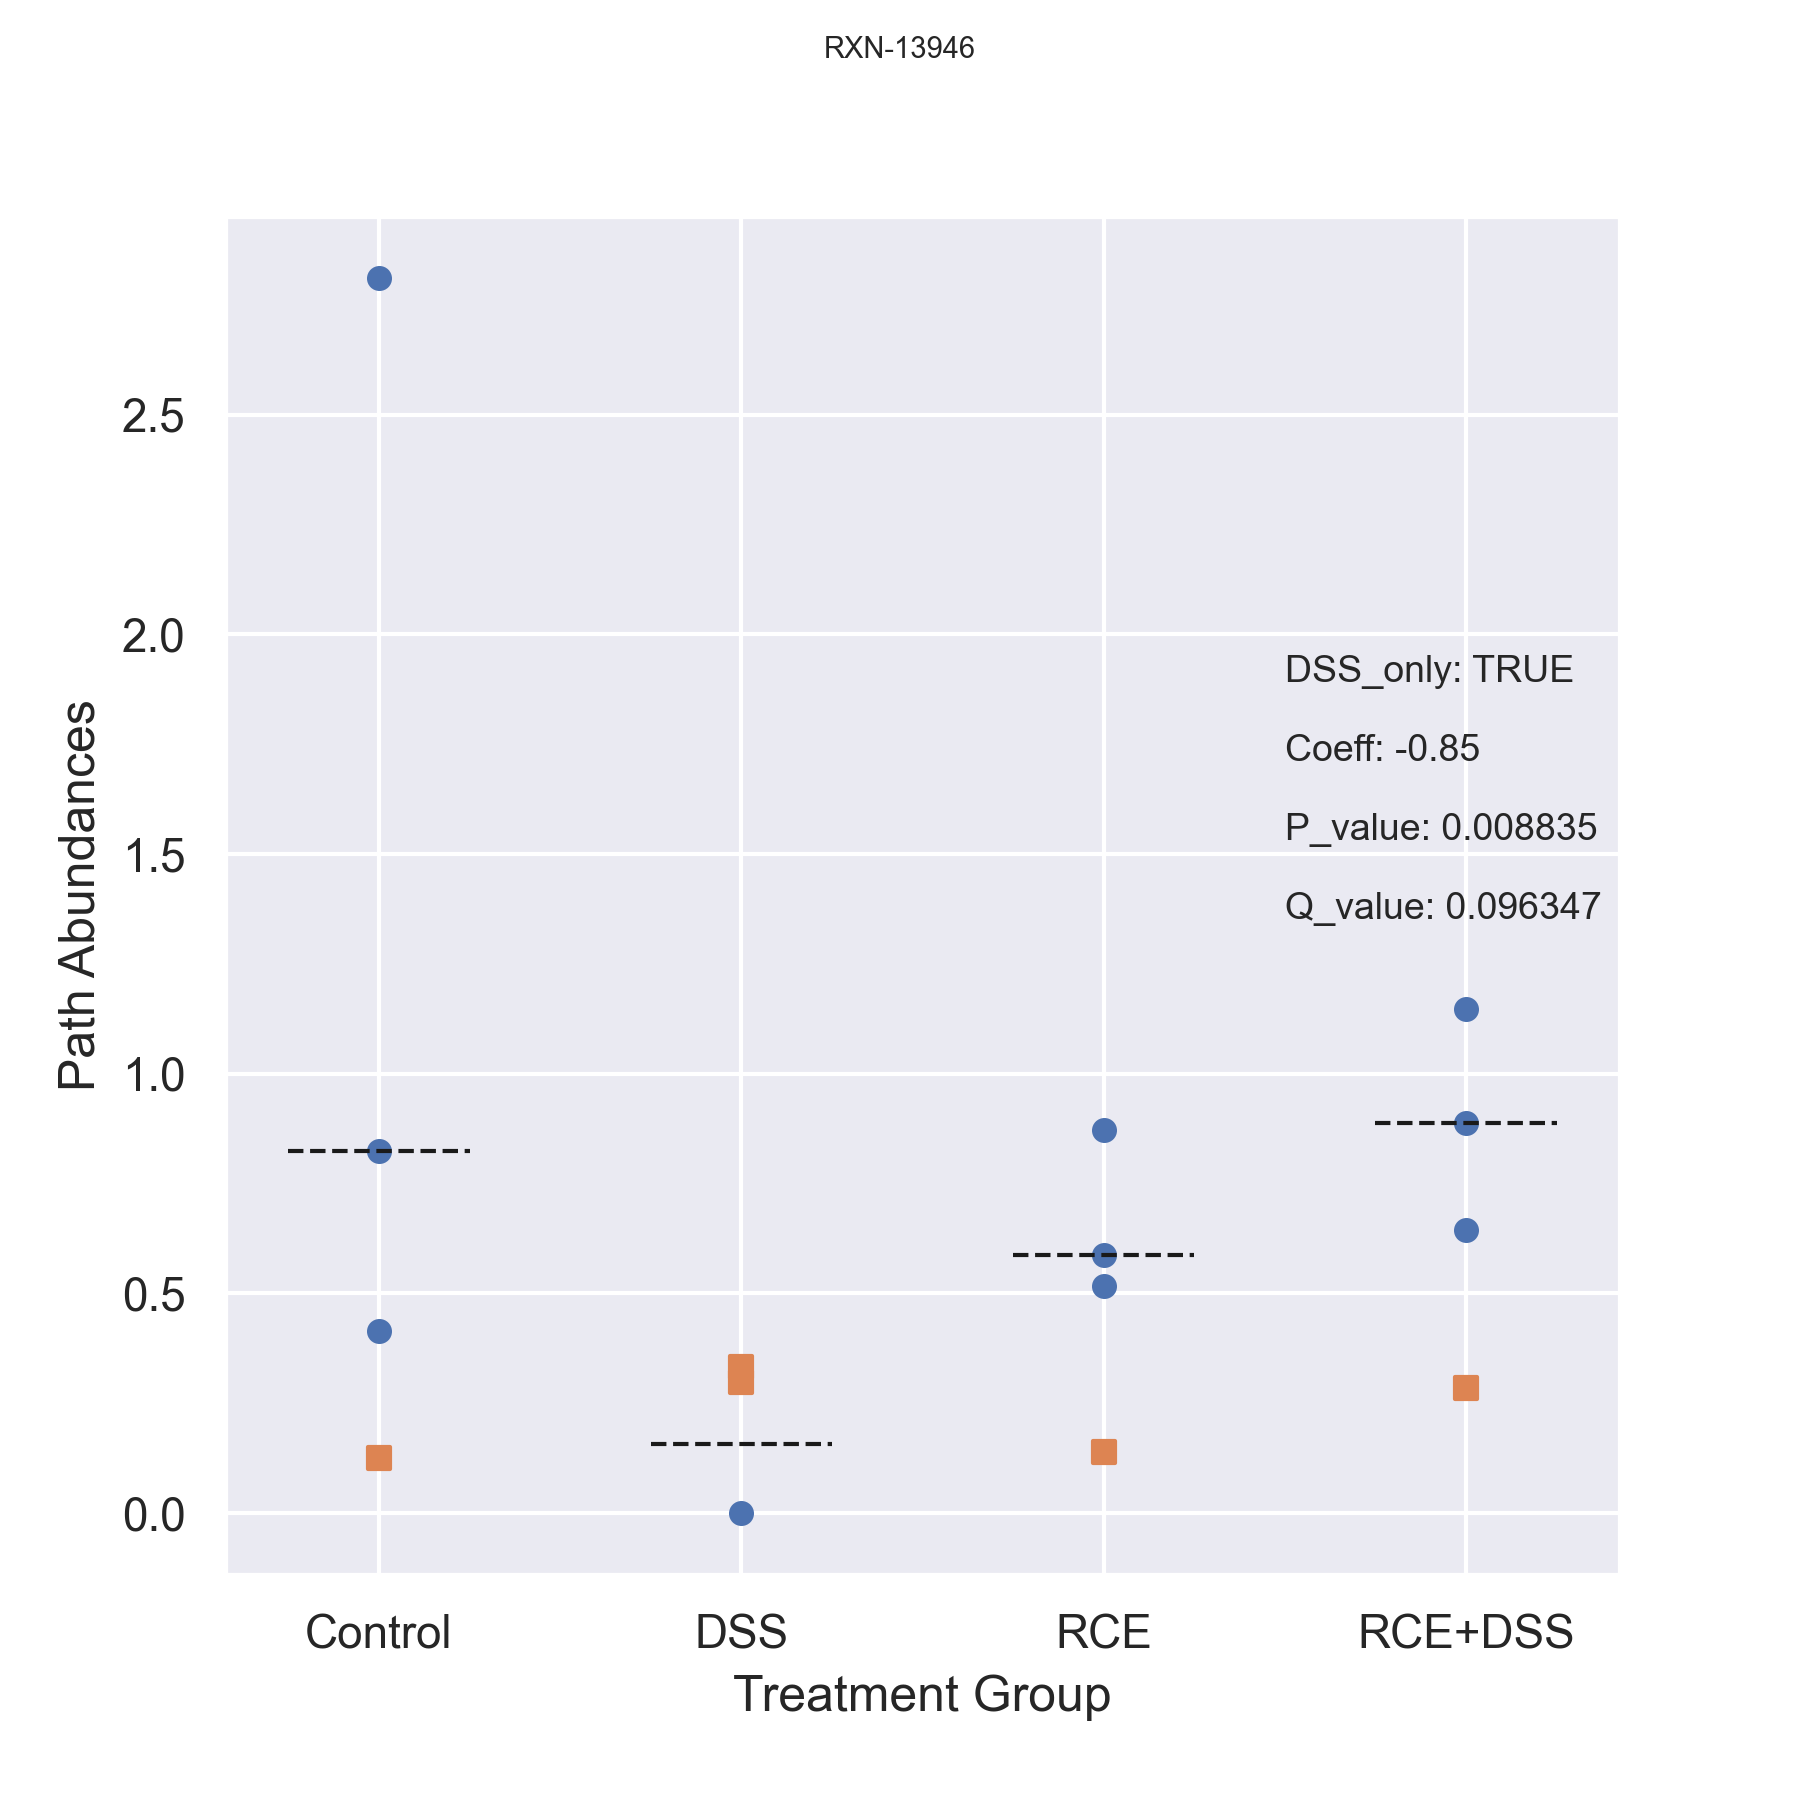 RXN-13946
2.5
2.0
1.5
1.0
0.5
0.0
Path Abundances
DSS_only: TRUE
Coeff: -0.85
P_value: 0.008835
Q_value: 0.096347
Control
DSS
RCE
RCE+DSS
Treatment Group